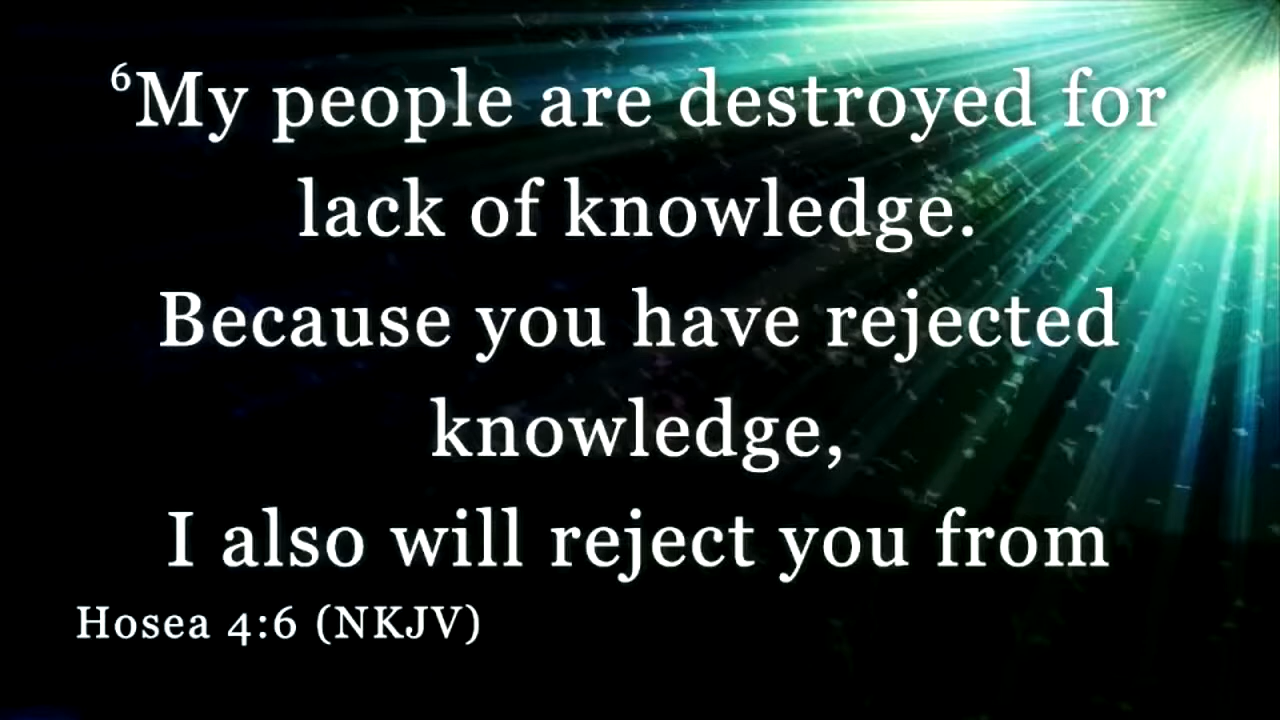 ⁶My people are destroyed for
lack of knowledge.
Because you have rejected
knowledge,
I also will reject you from
Hosea 4:6 (NKJV)